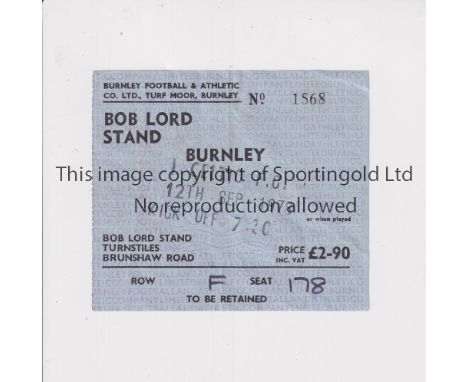 BURNLEY FOOTBALL & ATHLETIC
CO. LTD., TURF MOOR, BURNLEY
No. 1568
BOB LORD
STAND
BURNLEY
This image is copyright of Sportingold Ltd
12TH SEP
No reproduction allowed
KICK OFF 7.30
or when played
BOB LORD STAND
TURNSTILES
BRUNSHAW ROAD
PRICE £2-90
INC. VAT
ROW F SEAT 178
TO BE RETAINED